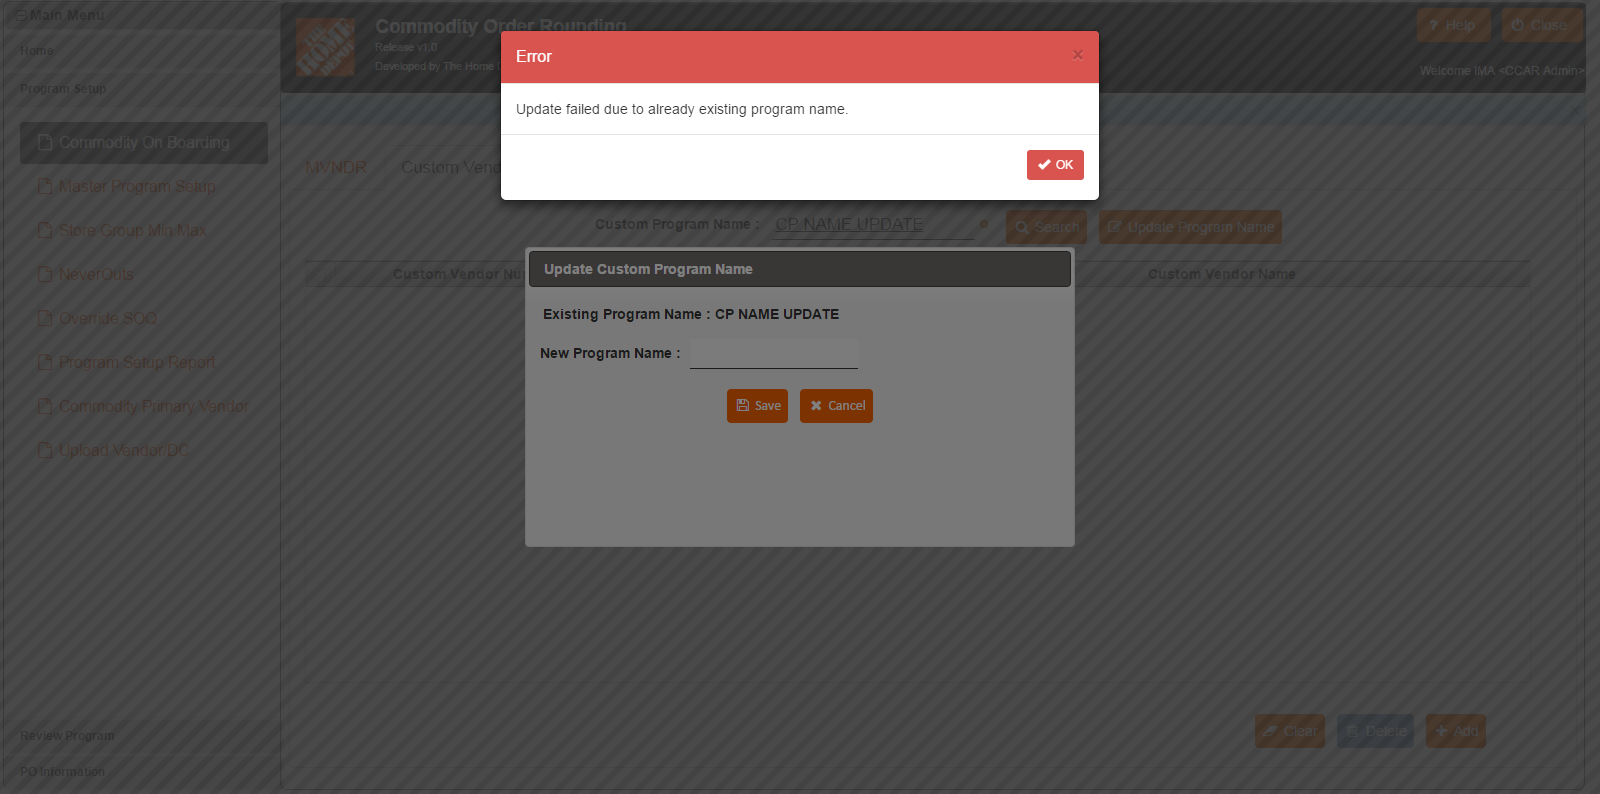 Main Menu
Home
Program Setup
Commodity On Boarding
Master Program Setup
Store Group Min Max
NeverOuts
Override SOQ
Program Setup Report
Commodity Primary Vendor
Upload Vendor/DC
Review Program
PO Information
THE HOME DEPOT
Commodity Order Rounding
Release v1.0
Developed by The Home
? Help
Close
Welcome IMA <CCAR Admin>
Error
×
Update failed due to already existing program name.
OK
MVNDR Custom Vend
Custom Program Name : CP NAME UPDATE Search Update Program Name
Custom Vendor Nu Custom Vendor Name
Update Custom Program Name
Existing Program Name : CP NAME UPDATE
New Program Name :
Save Cancel
Clear Delete Add